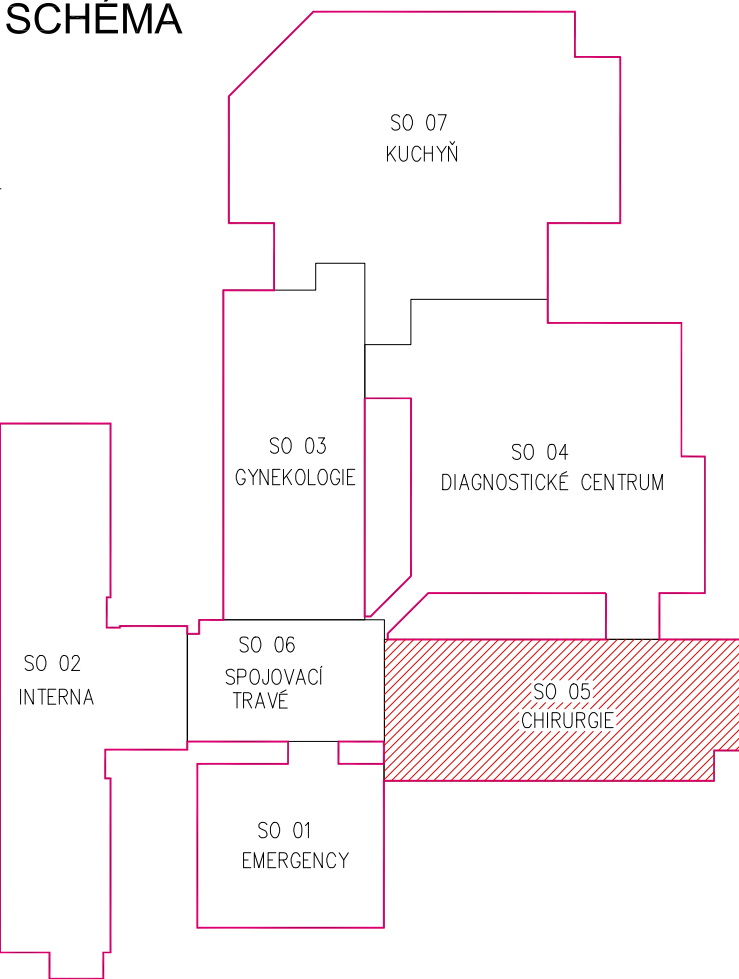 SCHÉMA
SO 07
KUCHYŇ
SO 03
GYNEKOLOGIE
SO 04
DIAGNOSTICKÉ CENTRUM
SO 02
INTERNA
SO 06
SPOJOVACÍ
TRAVÉ
SO 05
CHIRURGIE
SO 01
EMERGENCY